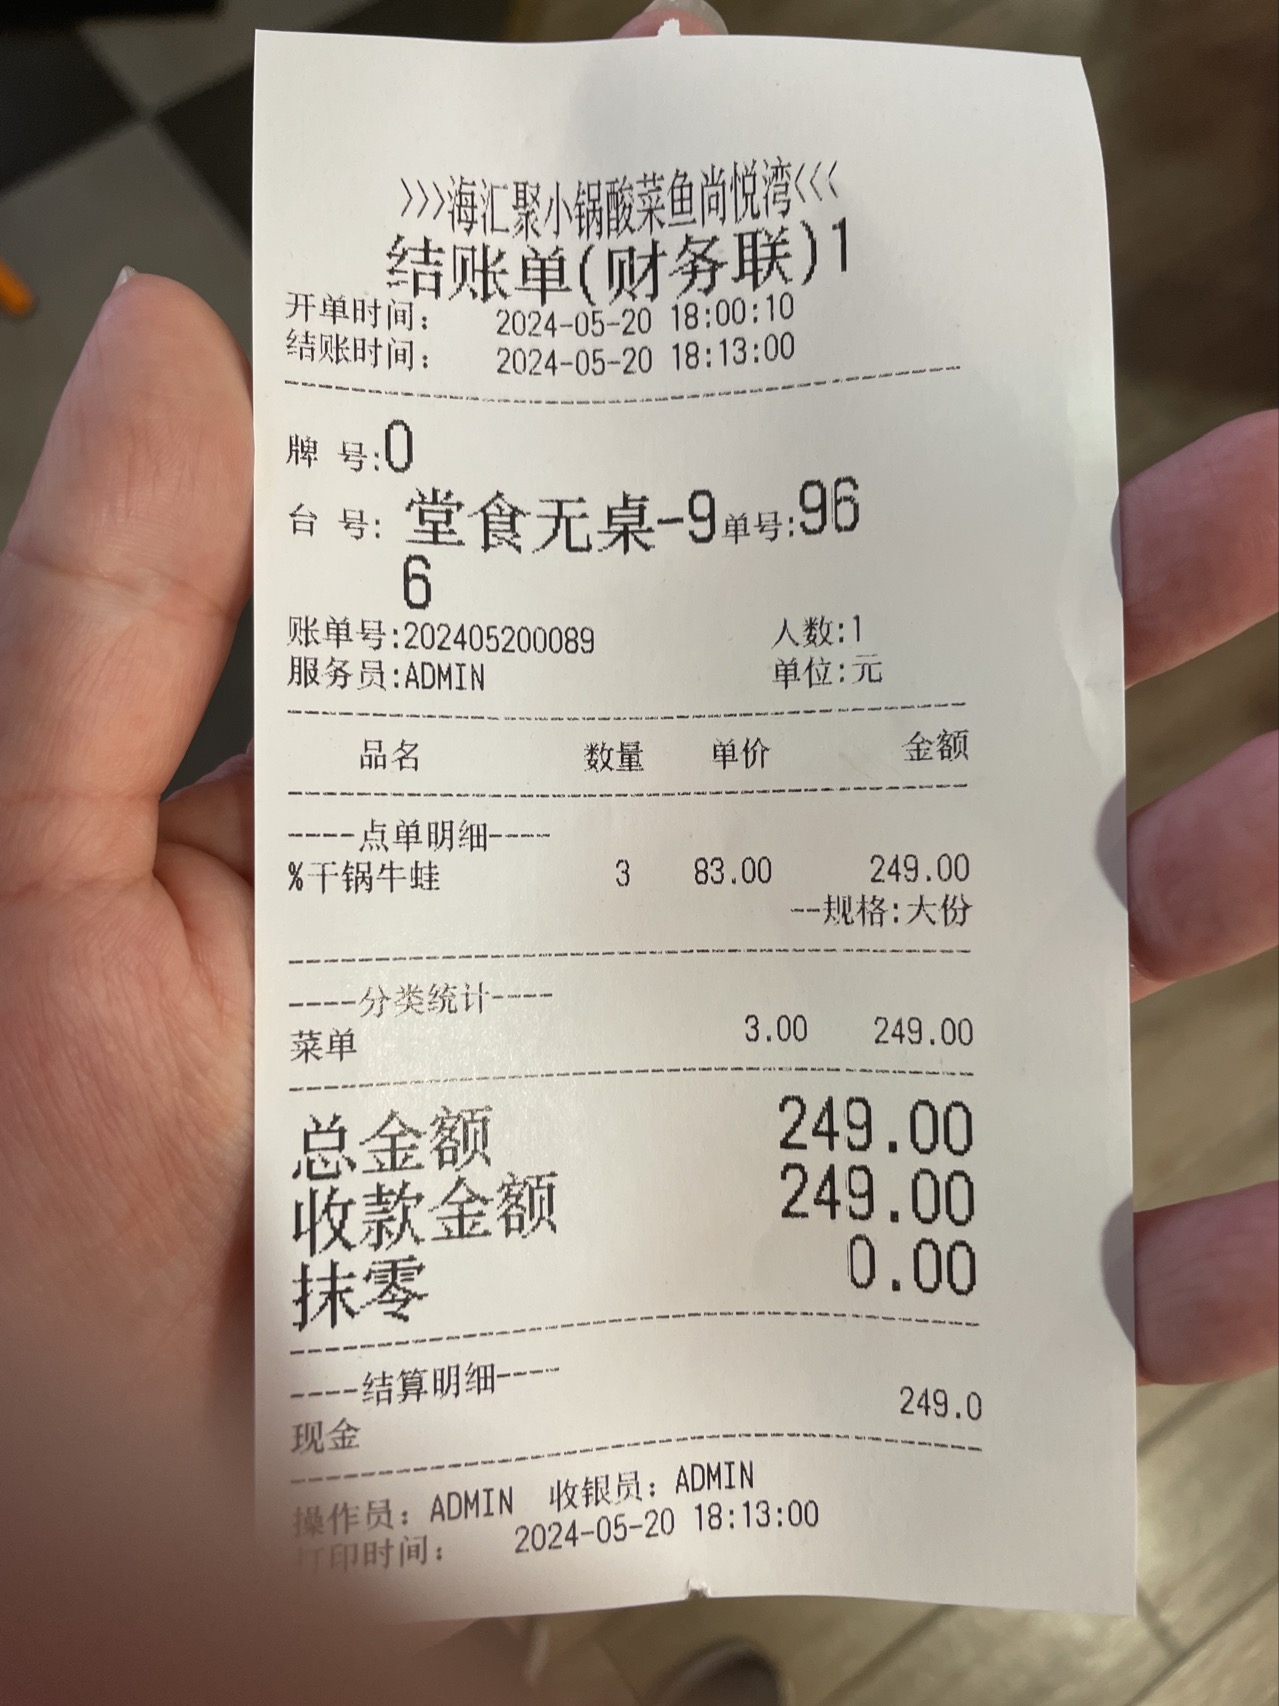 >>>海汇聚小锅酸菜鱼尚悦湾<<<
结账单(财务联)1
开单时间: 2024-05-20 18:00:10
结账时间: 2024-05-20 18:13:00
牌 号:0
台 号: 堂食无桌-9单号:96
6
账单号:202405200089 人数:1
服务员:ADMIN 单位:元
品名 数量 单价 金额
----点单明细----
%干锅牛蛙 3 83.00 249.00
--规格:大份
----分类统计----
菜单 3.00 249.00
总金额 249.00
收款金额 249.00
抹零 0.00
----结算明细----
现金 249.0
操作员: ADMIN 收银员: ADMIN
打印时间: 2024-05-20 18:13:00